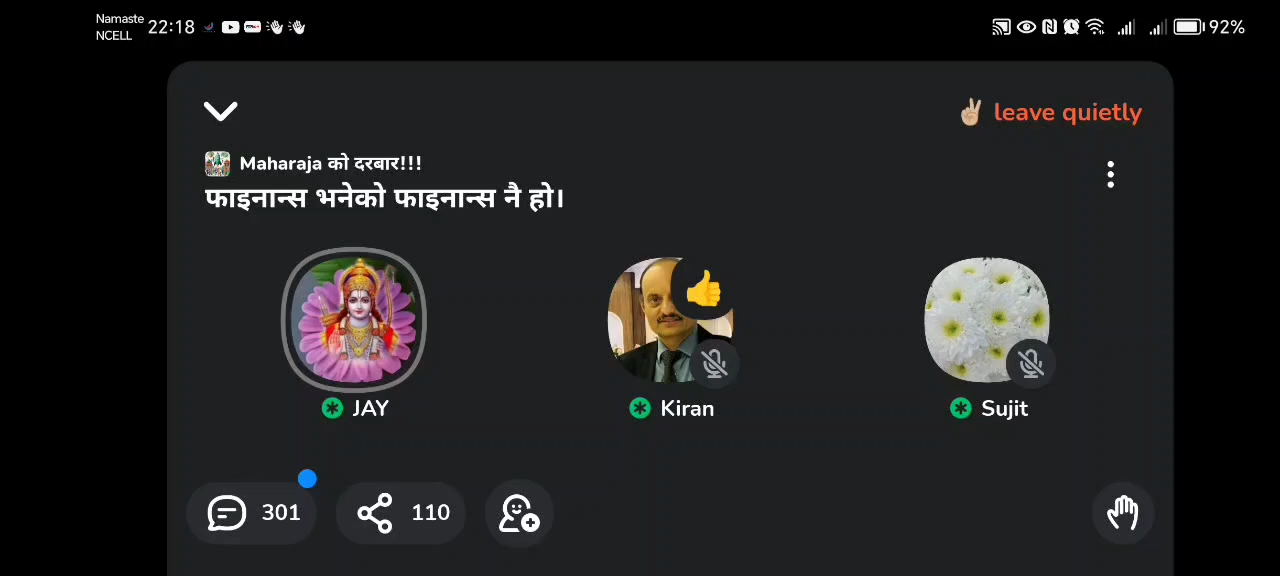 Namaste
NCELL
22:18
92%
✌🏼 leave quietly
Maharaja को दरबार!!!
फाइनान्स भनेको फाइनान्स नै हो।
JAY
Kiran
Sujit
301
110